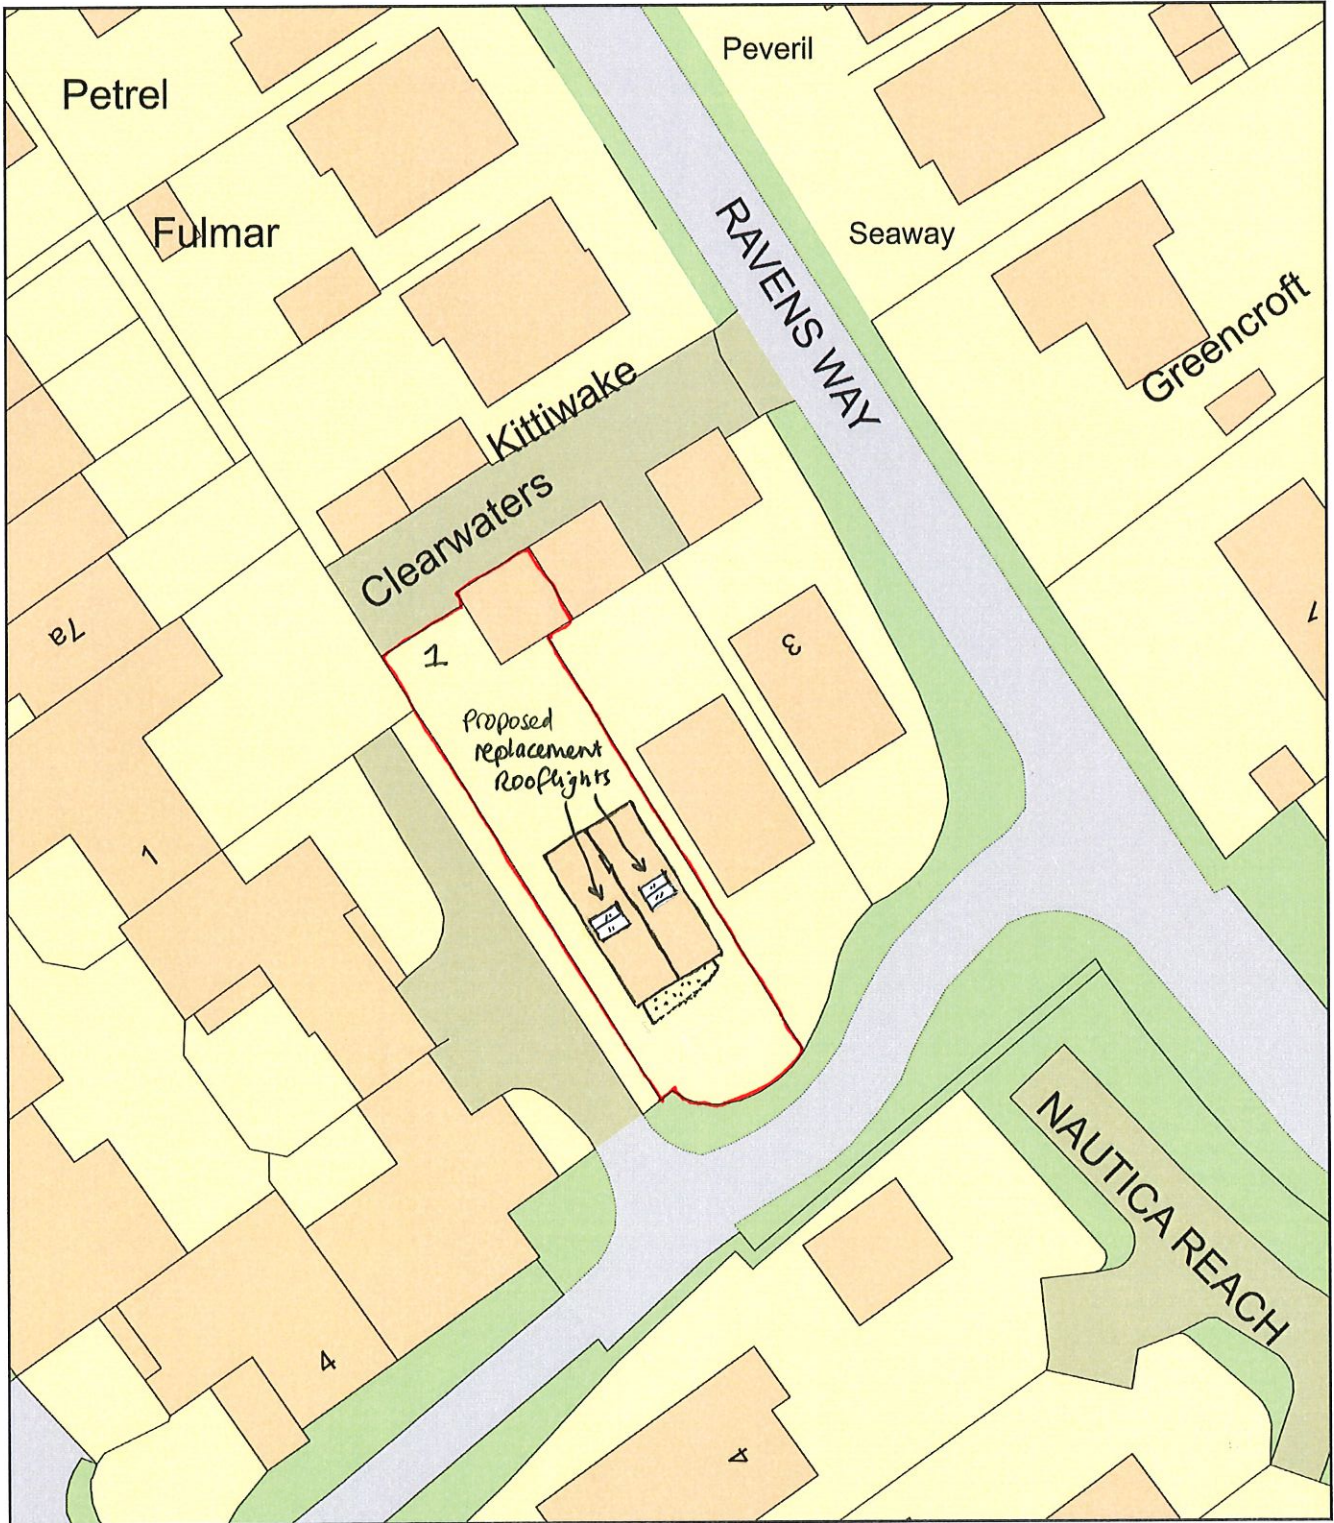 Peveril
Petrel
Fulmar
Seaway
RAVENS WAY
Greencroft
Kittiwake
Clearwaters
7a
1
3
7
Proposed
replacement
Rooflights
1
NAUTICA REACH
4
4